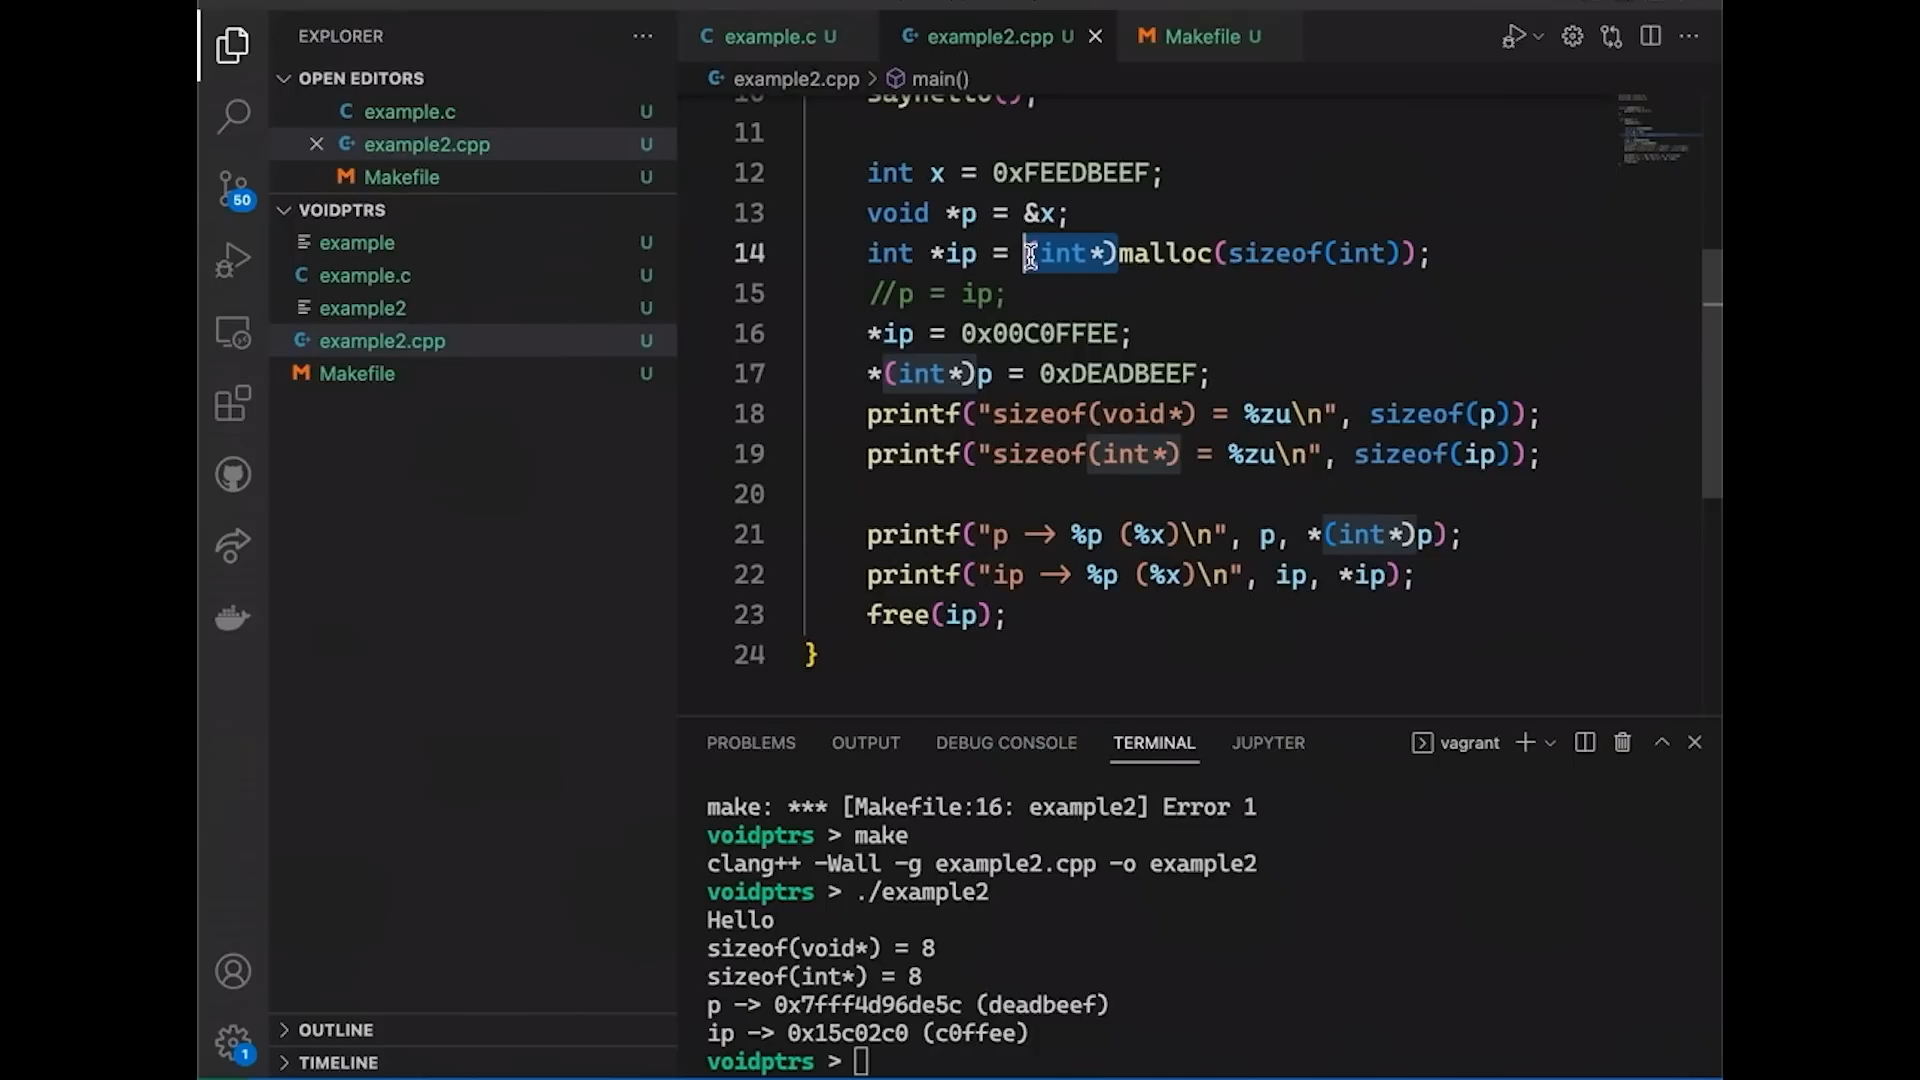 EXPLORER
OPEN EDITORS
example.c U
example2.cpp U
Makefile U
VOIDPTRS
example U
example.c U
example2 U
example2.cpp U
Makefile U
OUTLINE
TIMELINE
50
1
example.c U
example2.cpp U
Makefile U
example2.cpp > main()
10 sayhello();
11
12 int x = 0xFEEDBEEF;
13 void *p = &x;
14 int *ip = (int*)malloc(sizeof(int));
15 //p = ip;
16 *ip = 0x00C0FFEE;
17 *(int*)p = 0xDEADBEEF;
18 printf("sizeof(void*) = %zu\n", sizeof(p));
19 printf("sizeof(int*) = %zu\n", sizeof(ip));
20
21 printf("p -> %p (%x)\n", p, *(int*)p);
22 printf("ip -> %p (%x)\n", ip, *ip);
23 free(ip);
24 }
PROBLEMS OUTPUT DEBUG CONSOLE TERMINAL JUPYTER vagrant
make: *** [Makefile:16: example2] Error 1
voidptrs > make
clang++ -Wall -g example2.cpp -o example2
voidptrs > ./example2
Hello
sizeof(void*) = 8
sizeof(int*) = 8
p -> 0x7fff4d96de5c (deadbeef)
ip -> 0x15c02c0 (c0ffee)
voidptrs >